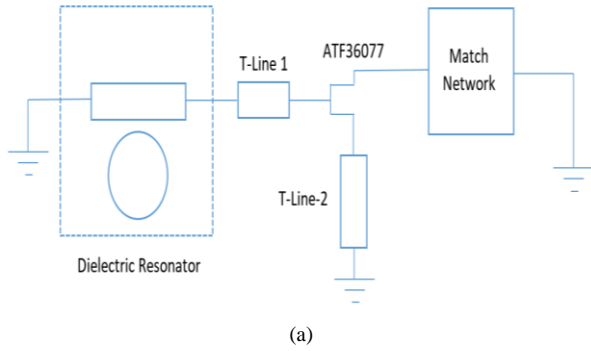 ATF36077
T-Line 1
Match
Network
T-Line-2
Dielectric Resonator
(a)